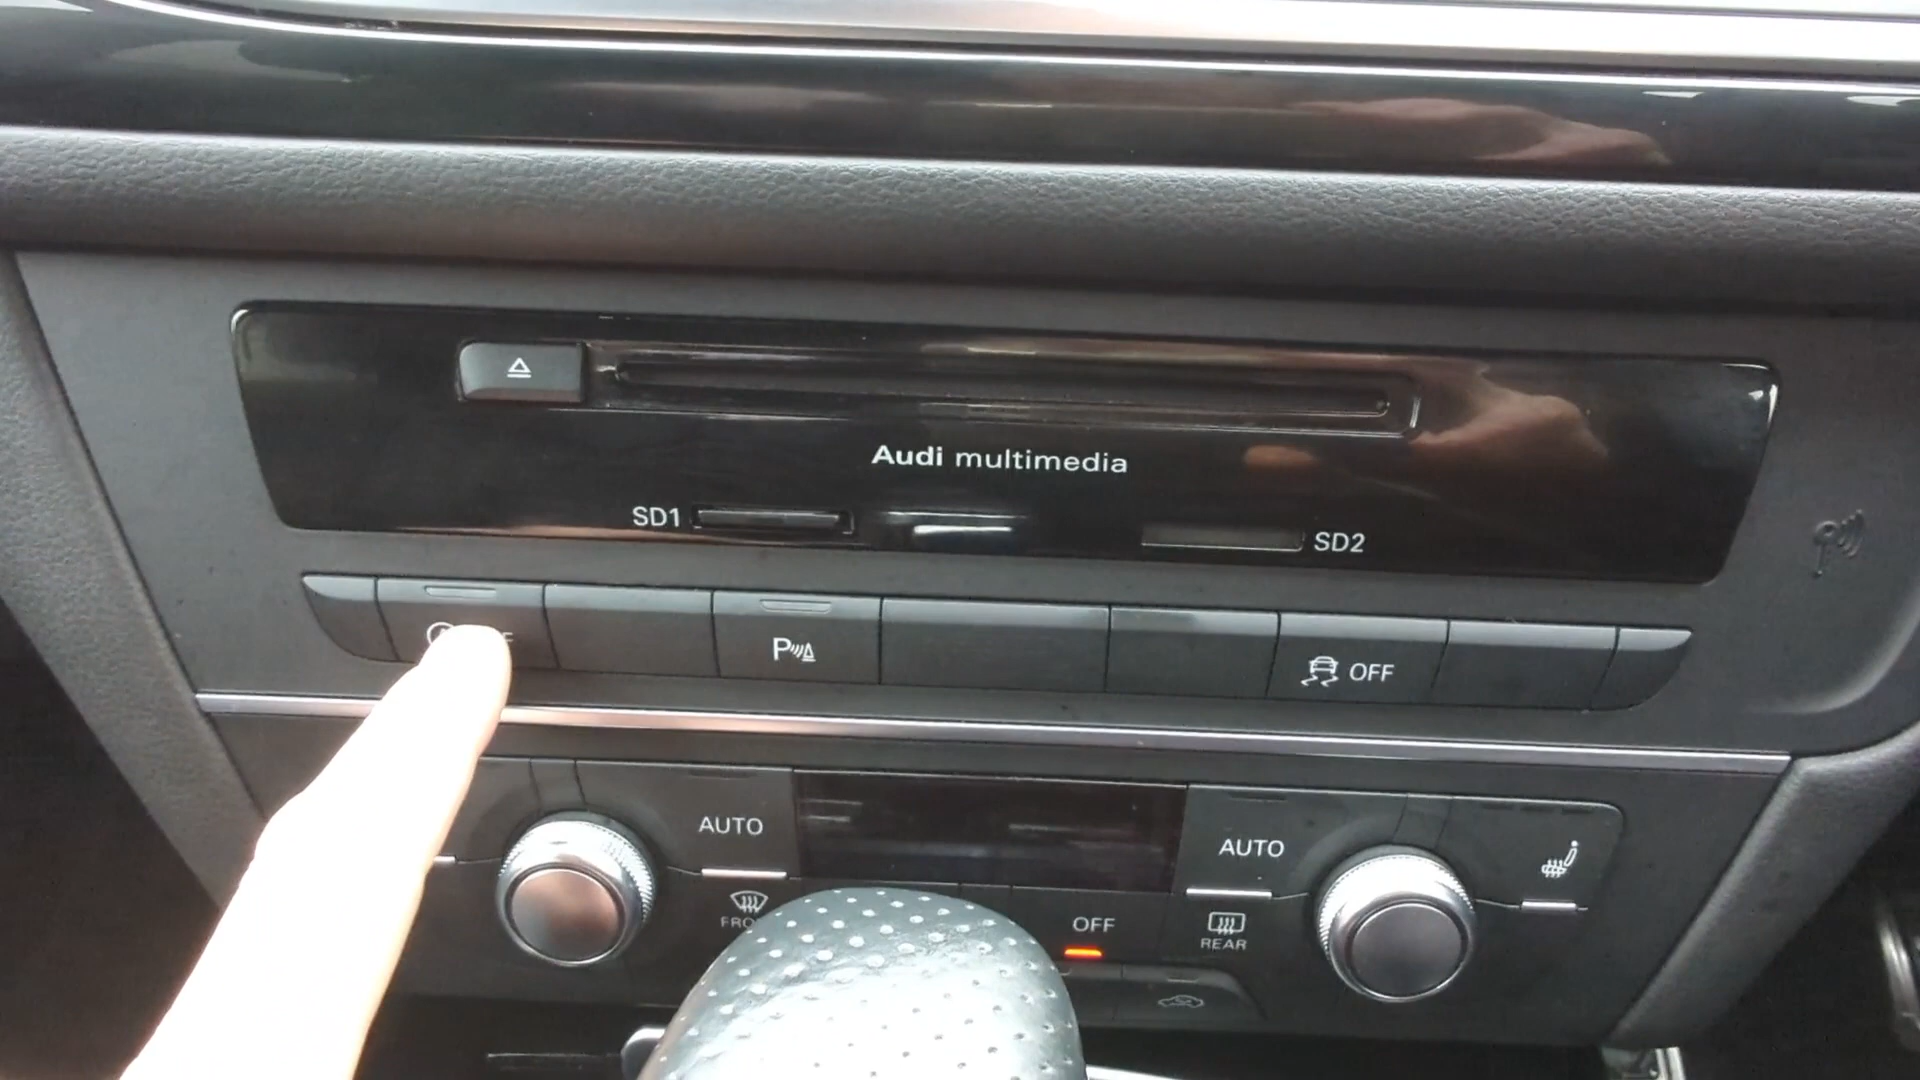 Audi multimedia
SD1
SD2
P
OFF
AUTO
AUTO
OFF
REAR